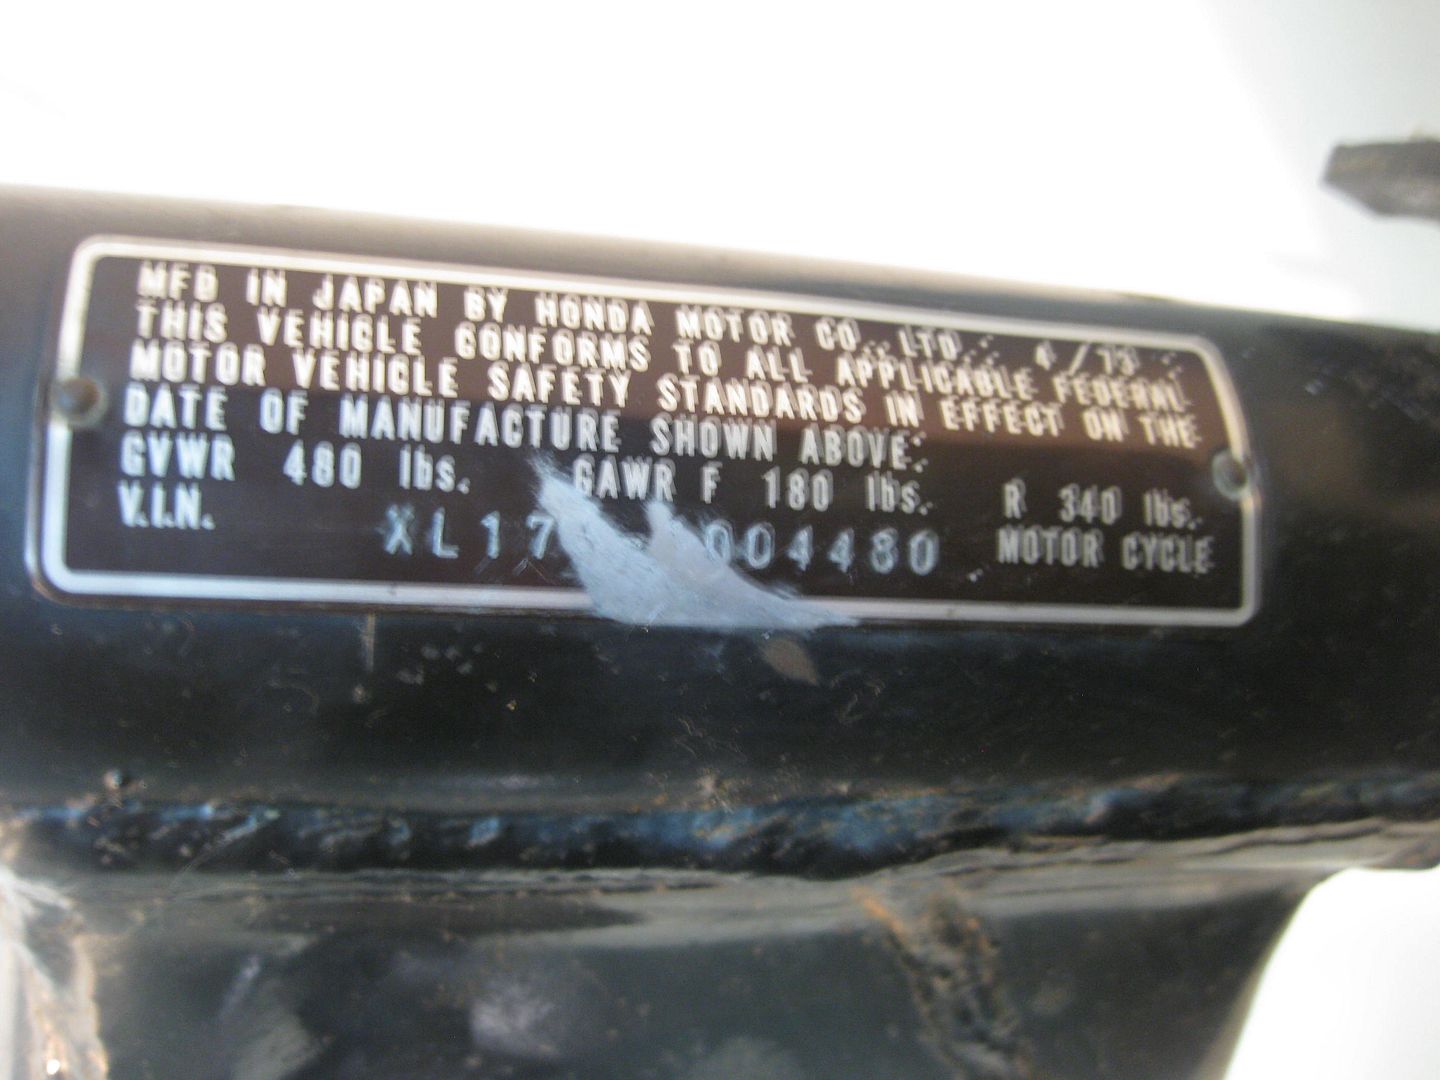 MFD IN JAPAN BY HONDA MOTOR CO., LTD. 4/73
THIS VEHICLE CONFORMS TO ALL APPLICABLE FEDERAL
MOTOR VEHICLE SAFETY STANDARDS IN EFFECT ON THE
DATE OF MANUFACTURE SHOWN ABOVE.
GVWR 480 lbs. GAWR F 180 lbs. R 340 lbs.
V.I.N. MOTOR CYCLE